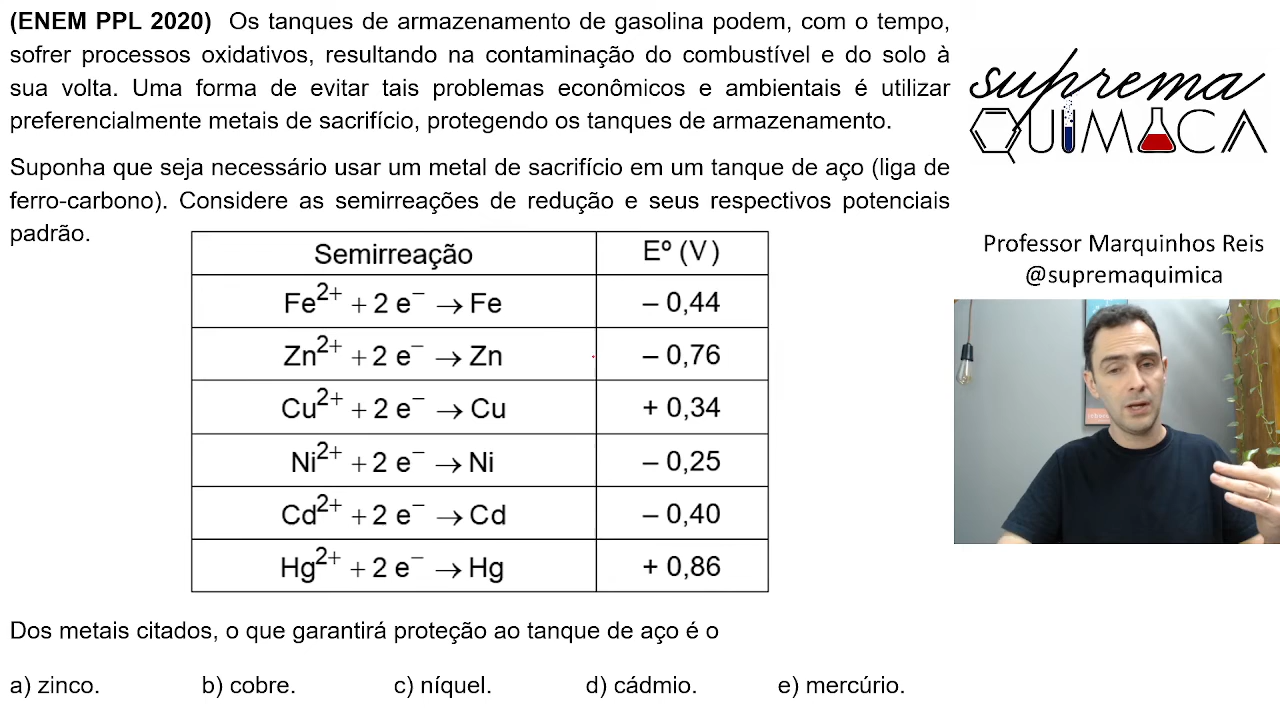 (ENEM PPL 2020) Os tanques de armazenamento de gasolina podem, com o tempo,
sofrer processos oxidativos, resultando na contaminação do combustível e do solo à
sua volta. Uma forma de evitar tais problemas econômicos e ambientais é utilizar
preferencialmente metais de sacrifício, protegendo os tanques de armazenamento.
Suponha que seja necessário usar um metal de sacrifício em um tanque de aço (liga de
ferro-carbono). Considere as semirreações de redução e seus respectivos potenciais
padrão.
Semirreação Eº (V)
Fe²⁺ + 2 e⁻ → Fe – 0,44
Zn²⁺ + 2 e⁻ → Zn – 0,76
Cu²⁺ + 2 e⁻ → Cu + 0,34
Ni²⁺ + 2 e⁻ → Ni – 0,25
Cd²⁺ + 2 e⁻ → Cd – 0,40
Hg²⁺ + 2 e⁻ → Hg + 0,86
Dos metais citados, o que garantirá proteção ao tanque de aço é o
a) zinco. b) cobre. c) níquel. d) cádmio. e) mercúrio.
suprema
QUIMICA
Professor Marquinhos Reis
@supremaquimica